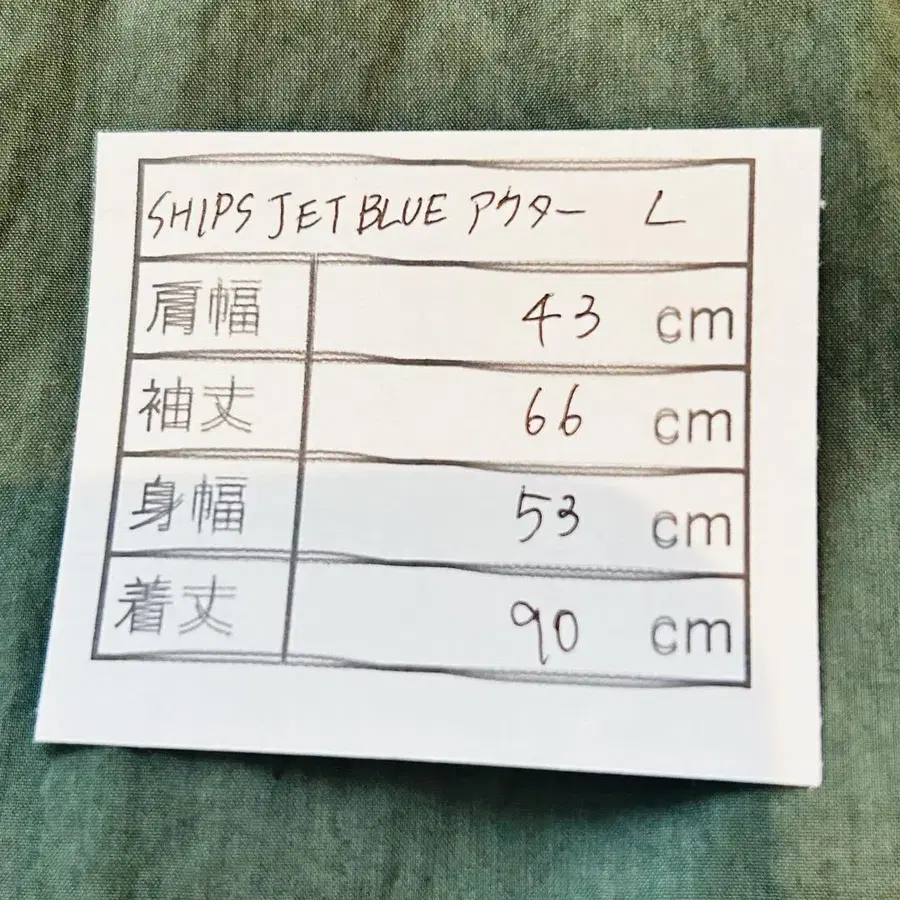 SHIPS JET BLUE アウター L
肩幅 43 cm
袖丈 66 cm
身幅 53 cm
着丈 90 cm